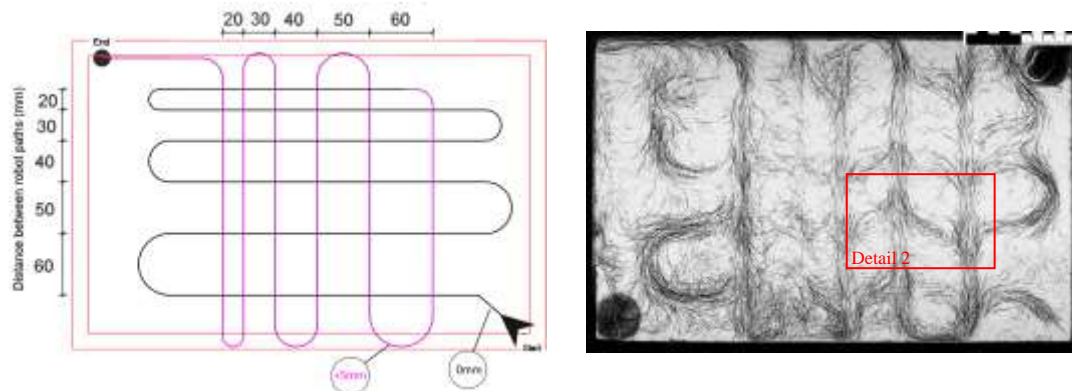 20 30 40 50 60
End
Distance between robot paths (mm)
20
30
40
50
60
+5mm
0mm
Start
Detail 2